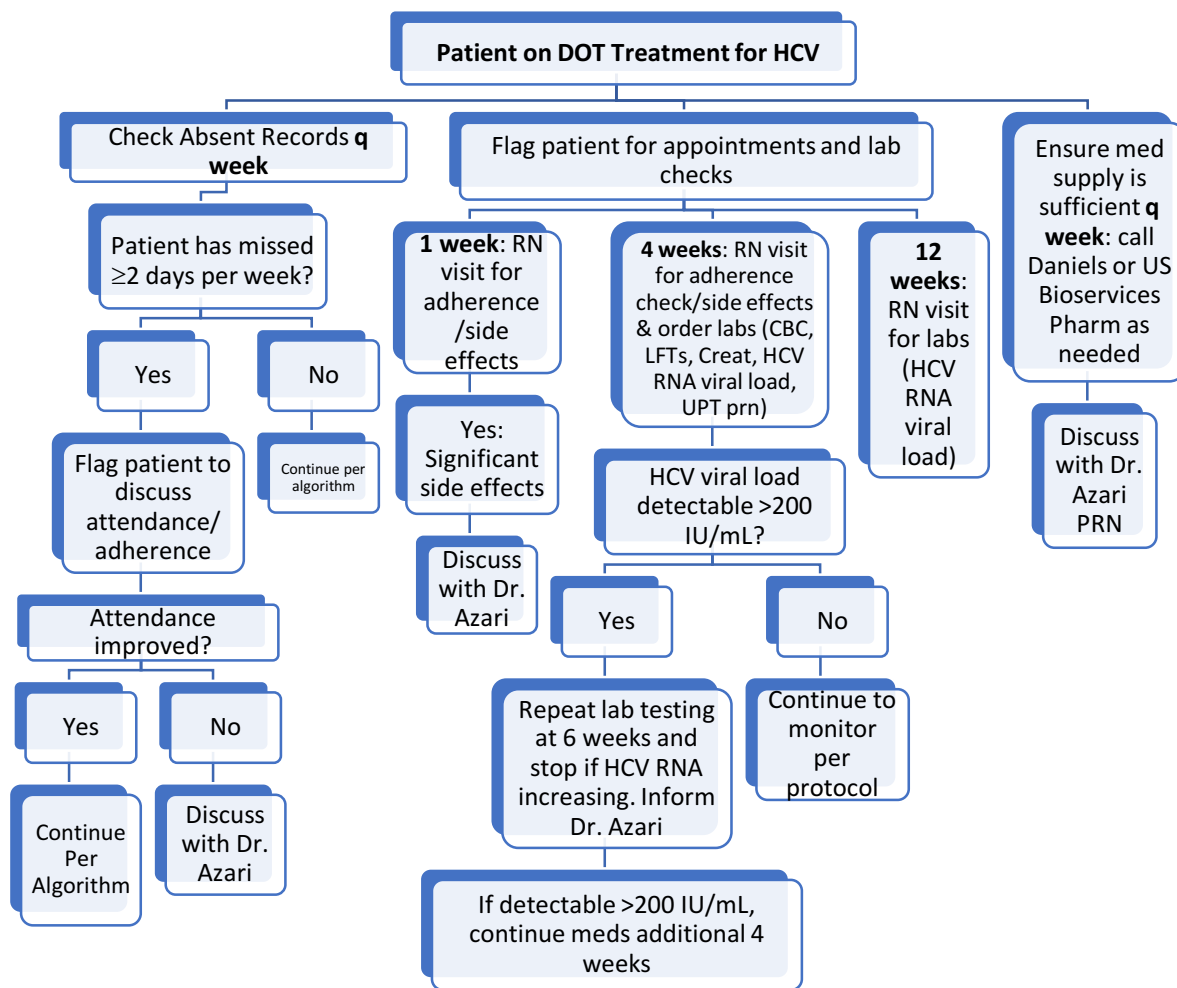 Patient on DOT Treatment for HCV
Check Absent Records q
week
Patient has missed
≥2 days per week?
Yes
No
Flag patient to
discuss
attendance/
adherence
Continue per
algorithm
Attendance
improved?
Yes
No
Continue
Per
Algorithm
Discuss
with Dr.
Azari
Flag patient for appointments and lab
checks
1 week: RN
visit for
adherence
/side
effects
Yes:
Significant
side effects
Discuss
with Dr.
Azari
4 weeks: RN visit
for adherence
check/side effects
& order labs (CBC,
LFTs, Creat, HCV
RNA viral load,
UPT prn)
HCV viral load
detectable >200
IU/mL?
Yes
No
Repeat lab testing
at 6 weeks and
stop if HCV RNA
increasing. Inform
Dr. Azari
Continue to
monitor
per
protocol
If detectable >200 IU/mL,
continue meds additional 4
weeks
12
weeks:
RN visit
for labs
(HCV
RNA
viral
load)
Ensure med
supply is
sufficient q
week: call
Daniels or US
Bioservices
Pharm as
needed
Discuss
with Dr.
Azari
PRN